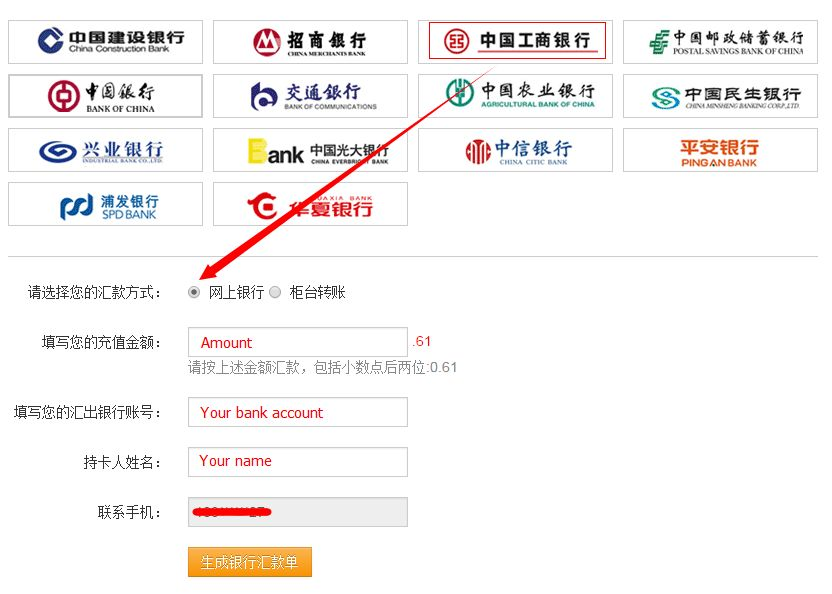 中国建设银行
China Construction Bank
招商银行
CHINA MERCHANTS BANK
中国工商银行
中国邮政储蓄银行
POSTAL SAVINGS BANK OF CHINA
中国银行
BANK OF CHINA
交通银行
BANK OF COMMUNICATIONS
中国农业银行
AGRICULTURAL BANK OF CHINA
中国民生银行
CHINA MINSHENG BANKING CORP.,LTD.
兴业银行
INDUSTRIAL BANK CO.,LTD.
Bank 中国光大银行
CHINA EVERBRIGHT BANK
中信银行
CHINA CITIC BANK
平安银行
PINGAN BANK
浦发银行
SPD BANK
HUAXIA BANK
华夏银行
请选择您的汇款方式: 网上银行 柜台转账
填写您的充值金额: Amount .61
请按上述金额汇款，包括小数点后两位:0.61
填写您的汇出银行账号: Your bank account
持卡人姓名: Your name
联系手机:
生成银行汇款单